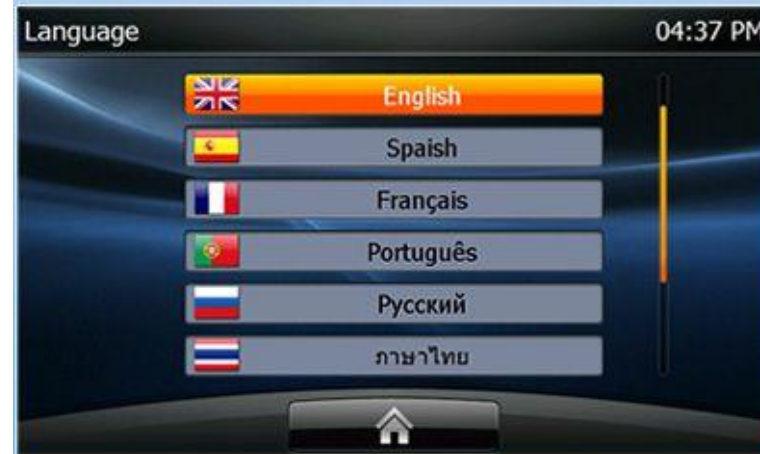 Language
04:37 PM
English
Spaish
Français
Português
Русский
ภาษาไทย